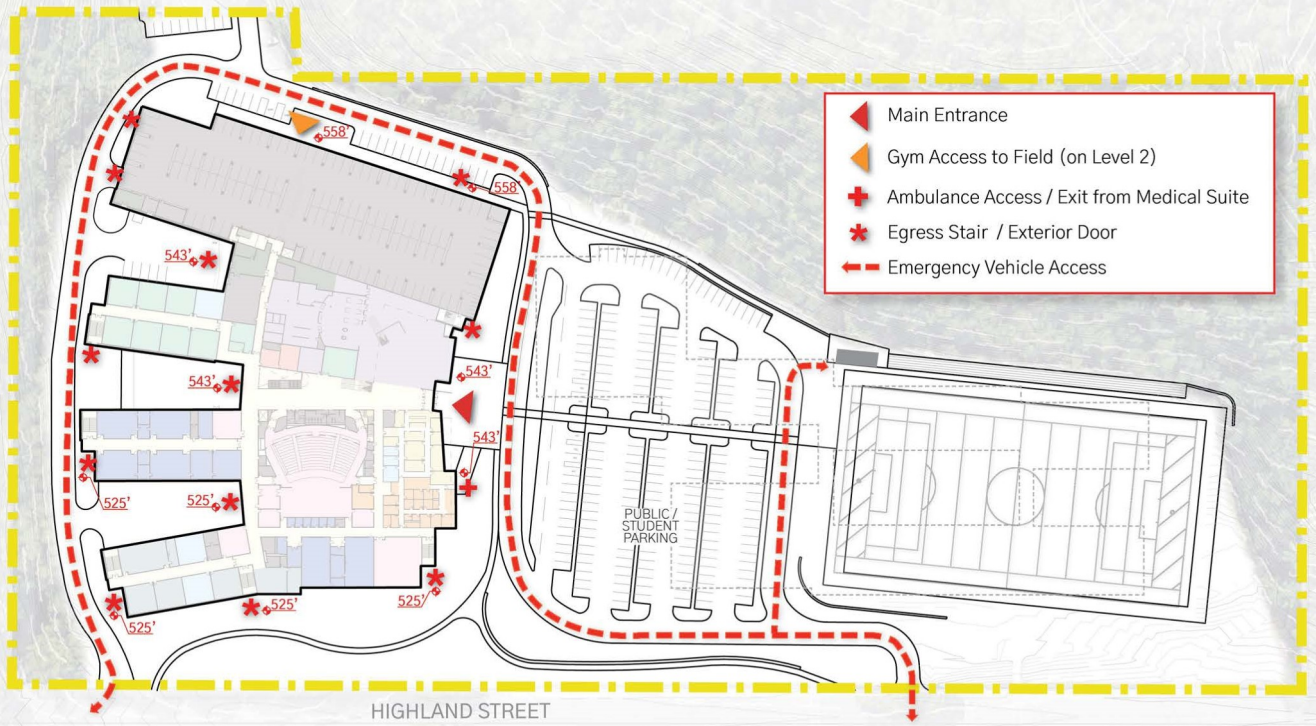 Main Entrance
Gym Access to Field (on Level 2)
Ambulance Access / Exit from Medical Suite
Egress Stair / Exterior Door
Emergency Vehicle Access
558'
558
543'
543'
543'
543'
525'
525'
525'
525'
525'
PUBLIC /
STUDENT
PARKING
HIGHLAND STREET